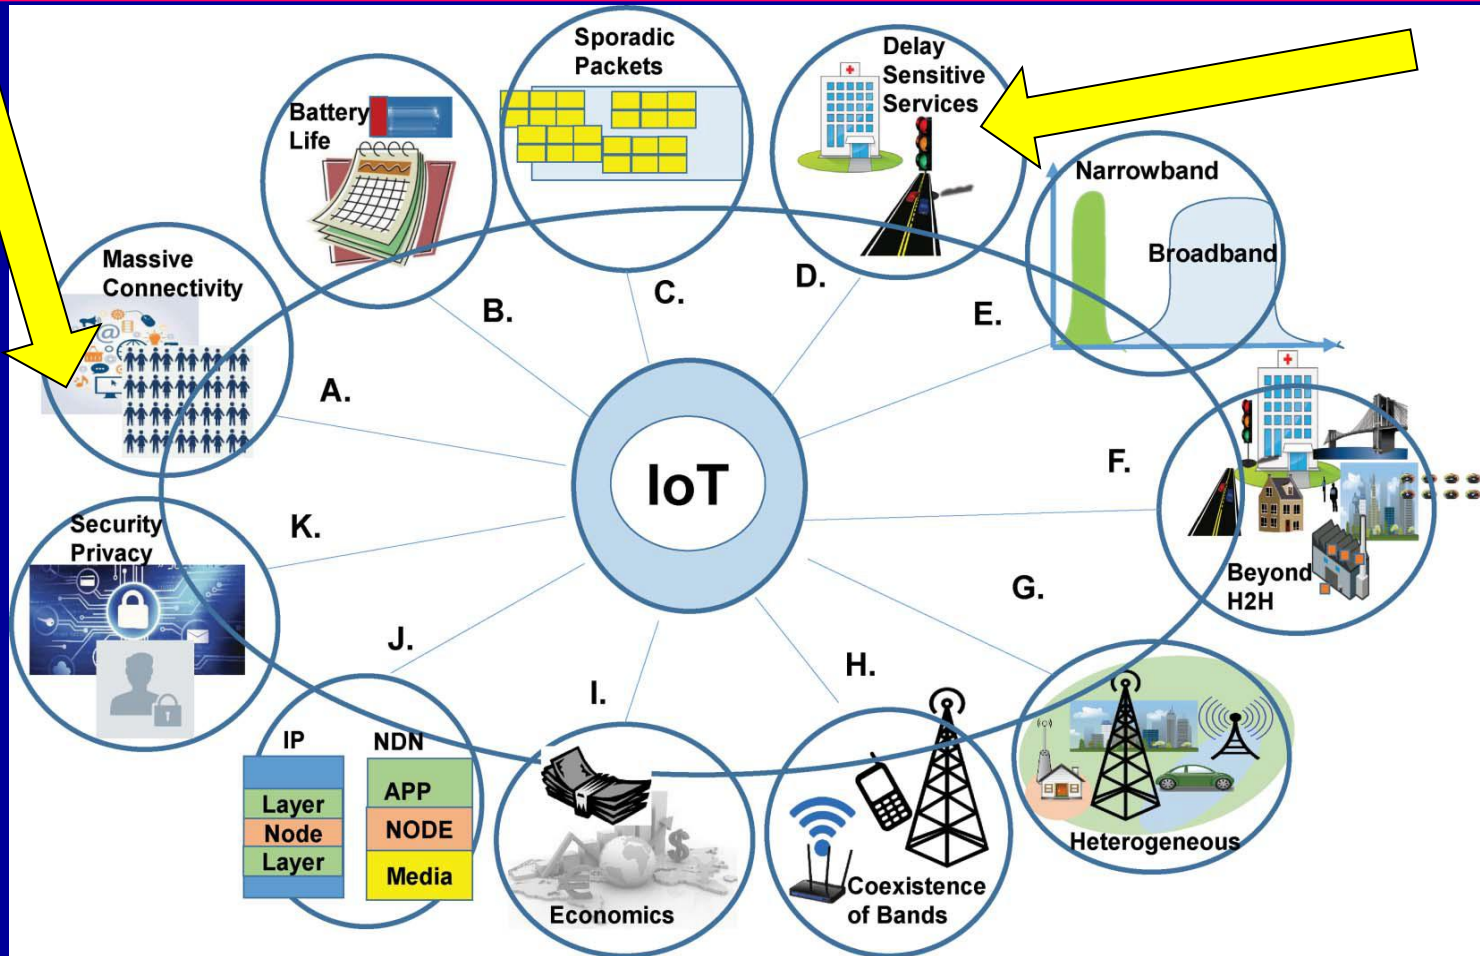 Sporadic
Packets
Delay
Sensitive
Services
Battery
Life
Narrowband
Broadband
Massive
Connectivity
A.
B.
C.
D.
E.
F.
G.
H.
I.
J.
K.
IoT
Security
Privacy
Beyond
H2H
Heterogeneous
Coexistence
of Bands
Economics
IP
Layer
Node
Layer
NDN
APP
NODE
Media